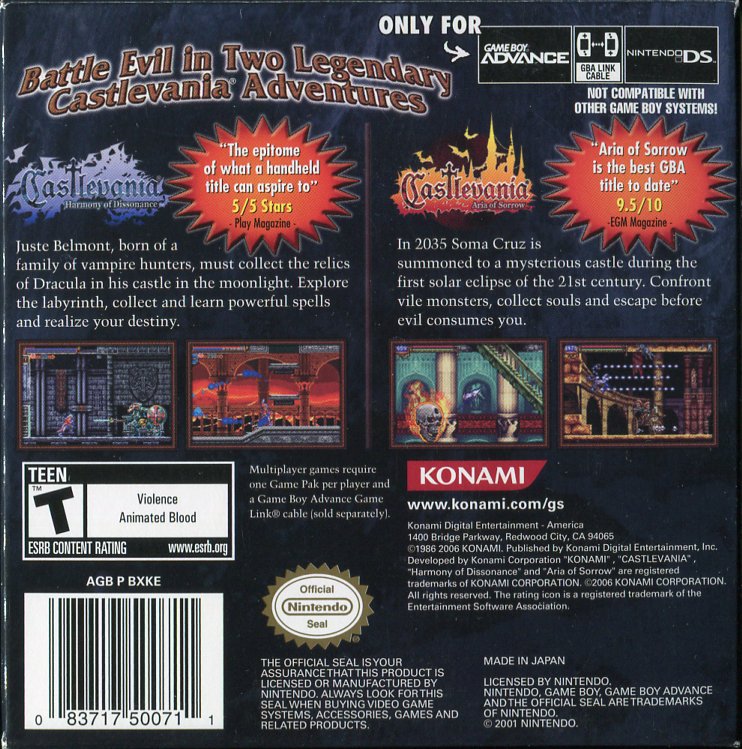 ONLY FOR
GAME BOY
ADVANCE
GBA LINK
CABLE
NINTENDO DS™
NOT COMPATIBLE WITH
OTHER GAME BOY SYSTEMS!
Battle Evil in Two Legendary
Castlevania® Adventures
"The epitome
of what a handheld
title can aspire to"
5/5 Stars
- Play Magazine -
Castlevania
Harmony of Dissonance
Juste Belmont, born of a
family of vampire hunters, must collect the relics
of Dracula in his castle in the moonlight. Explore
the labyrinth, collect and learn powerful spells
and realize your destiny.
"Aria of Sorrow
is the best GBA
title to date"
9.5/10
-EGM Magazine -
Castlevania
Aria of Sorrow
In 2035 Soma Cruz is
summoned to a mysterious castle during the
first solar eclipse of the 21st century. Confront
vile monsters, collect souls and escape before
evil consumes you.
TEEN
T
™
Violence
Animated Blood
ESRB CONTENT RATING www.esrb.org
Multiplayer games require
one Game Pak per player and
a Game Boy Advance Game
Link® cable (sold separately).
KONAMI
www.konami.com/gs
Konami Digital Entertainment - America
1400 Bridge Parkway, Redwood City, CA 94065
©1986 2006 KONAMI. Published by Konami Digital Entertainment, Inc.
Developed by Konami Corporation "KONAMI" , "CASTLEVANIA" ,
"Harmony of Dissonance" and "Aria of Sorrow" are registered
trademarks of KONAMI CORPORATION. ©2006 KONAMI CORPORATION.
All rights reserved. The rating icon is a registered trademark of the
Entertainment Software Association.
AGB P BXKE
0 83717 50071 1
Official
Nintendo
Seal
THE OFFICIAL SEAL IS YOUR
ASSURANCE THAT THIS PRODUCT IS
LICENSED OR MANUFACTURED BY
NINTENDO. ALWAYS LOOK FOR THIS
SEAL WHEN BUYING VIDEO GAME
SYSTEMS, ACCESSORIES, GAMES AND
RELATED PRODUCTS.
MADE IN JAPAN
LICENSED BY NINTENDO.
NINTENDO, GAME BOY, GAME BOY ADVANCE
AND THE OFFICIAL SEAL ARE TRADEMARKS
OF NINTENDO.
© 2001 NINTENDO.